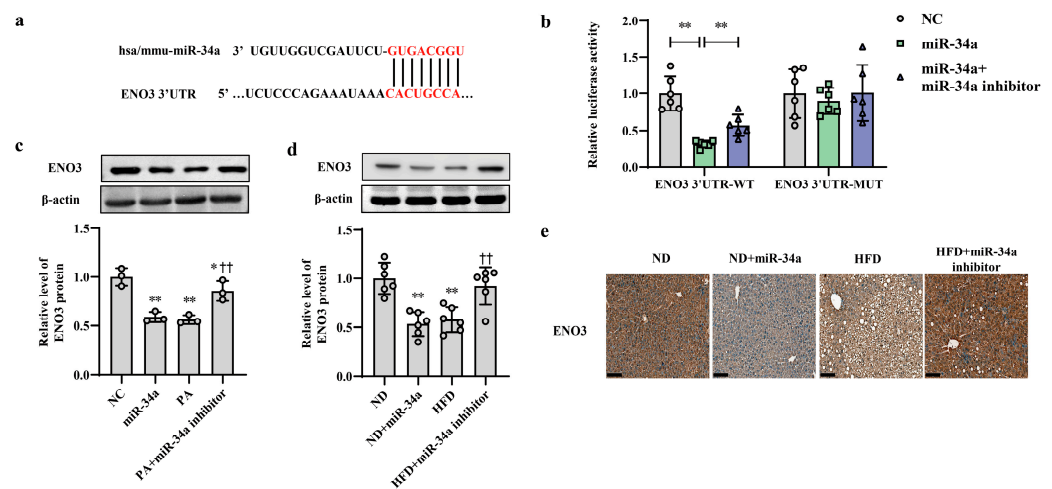 a
hsa/mmu-miR-34a 3' UGUUGGUCGAUUCU-GUGACGGU
ENO3 3'UTR 5' …UCUCCCAGAAAUAAACACUGCCA…
b
Relative luciferase activity
2.0
1.5
1.0
0.5
0.0
** **
ENO3 3'UTR-WT ENO3 3'UTR-MUT
NC
miR-34a
miR-34a+
miR-34a inhibitor
c
ENO3
β-actin
Relative level of
ENO3 protein
1.5
1.0
0.5
0.0
**
**
* ††
NC
miR-34a
PA
PA+miR-34a inhibitor
d
ENO3
β-actin
Relative level of
ENO3 protein
1.5
1.0
0.5
0.0
**
**
††
ND
ND+miR-34a
HFD
HFD+miR-34a inhibitor
e
ND ND+miR-34a HFD HFD+miR-34a
inhibitor
ENO3